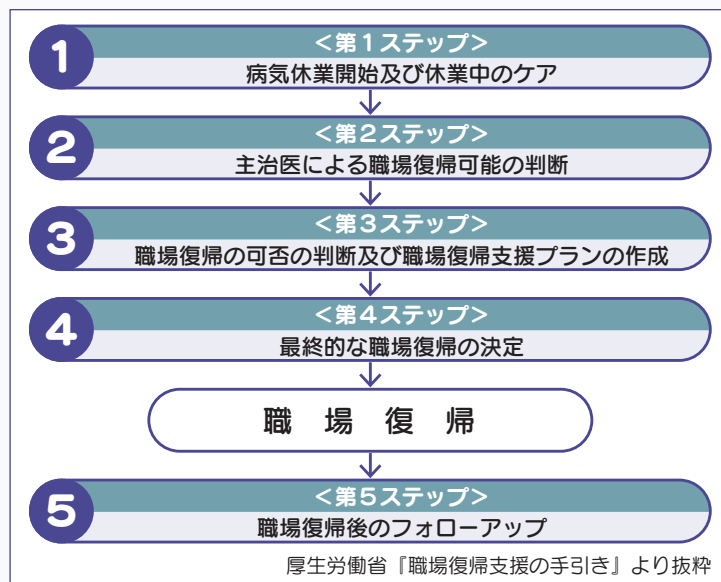 1
<第1ステップ>
病気休業開始及び休業中のケア
2
<第2ステップ>
主治医による職場復帰可能の判断
3
<第3ステップ>
職場復帰の可否の判断及び職場復帰支援プランの作成
4
<第4ステップ>
最終的な職場復帰の決定
職場復帰
5
<第5ステップ>
職場復帰後のフォローアップ
厚生労働省『職場復帰支援の手引き』より抜粋